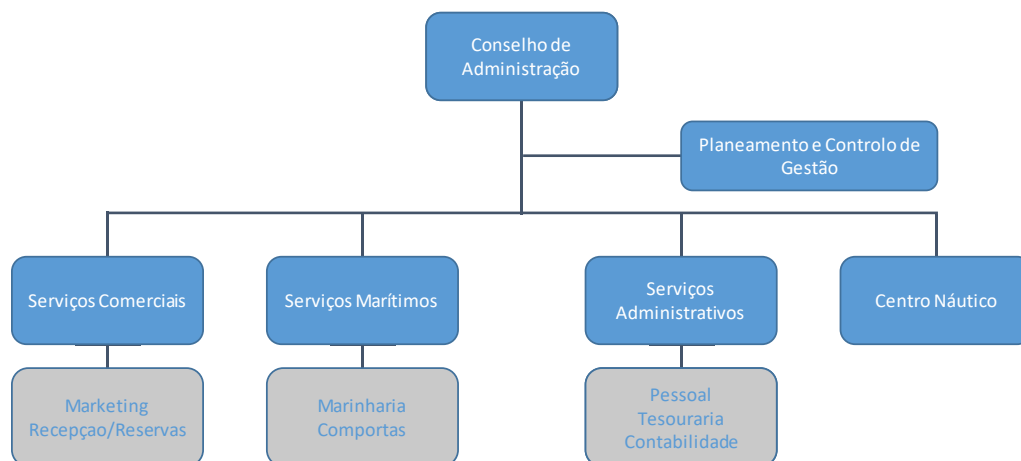 Conselho de
Administração
Planeamento e Controlo de
Gestão
Serviços Comerciais
Serviços Marítimos
Serviços
Administrativos
Centro Náutico
Marketing
Recepçao/Reservas
Marinharia
Comportas
Pessoal
Tesouraria
Contabilidade